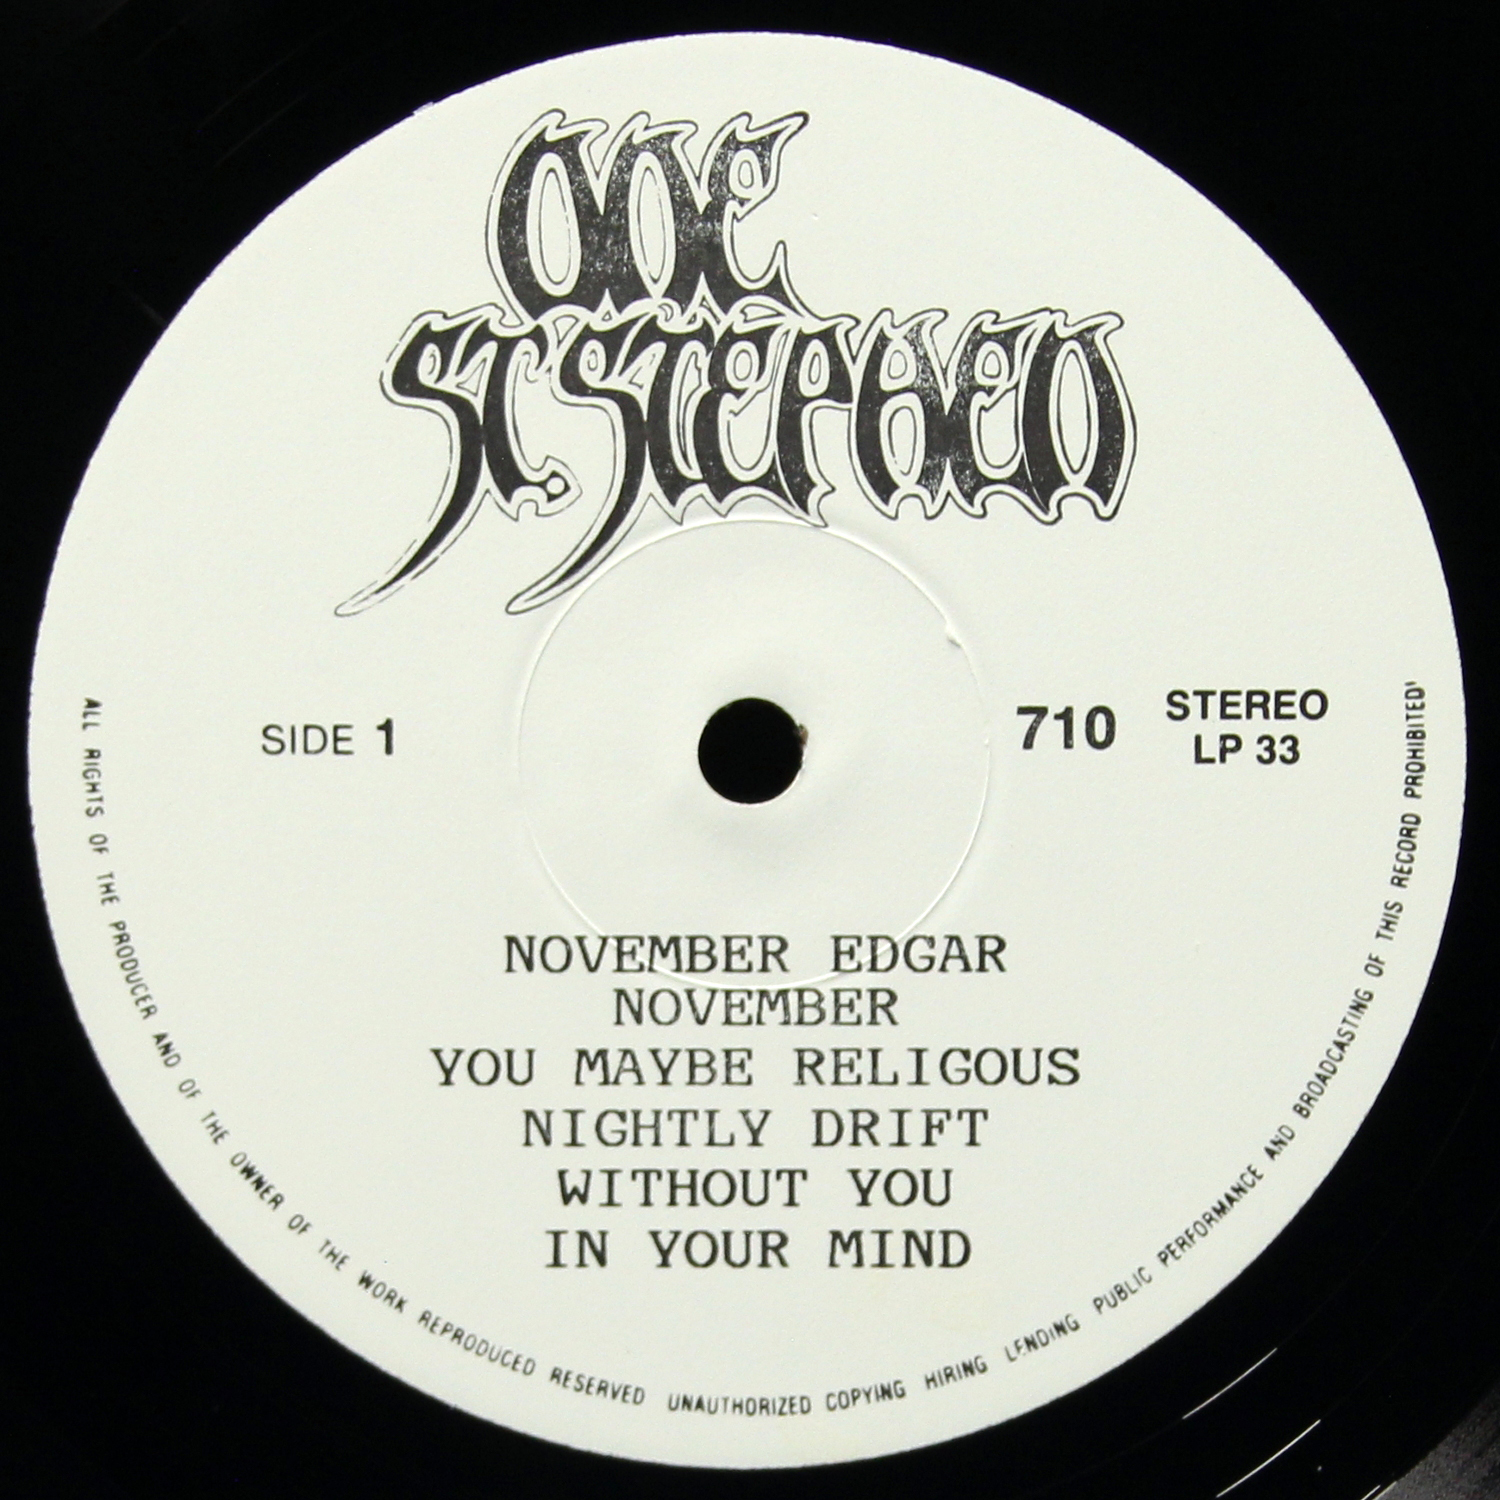 ONE
ST. STEPHEN
SIDE 1
710
STEREO
LP 33
NOVEMBER EDGAR
NOVEMBER
YOU MAYBE RELIGOUS
NIGHTLY DRIFT
WITHOUT YOU
IN YOUR MIND
ALL RIGHTS OF THE PRODUCER AND OF THE OWNER OF THE WORK REPRODUCED RESERVED UNAUTHORIZED COPYING HIRING LENDING PUBLIC PERFORMANCE AND BROADCASTING OF THIS RECORD PROHIBITED'